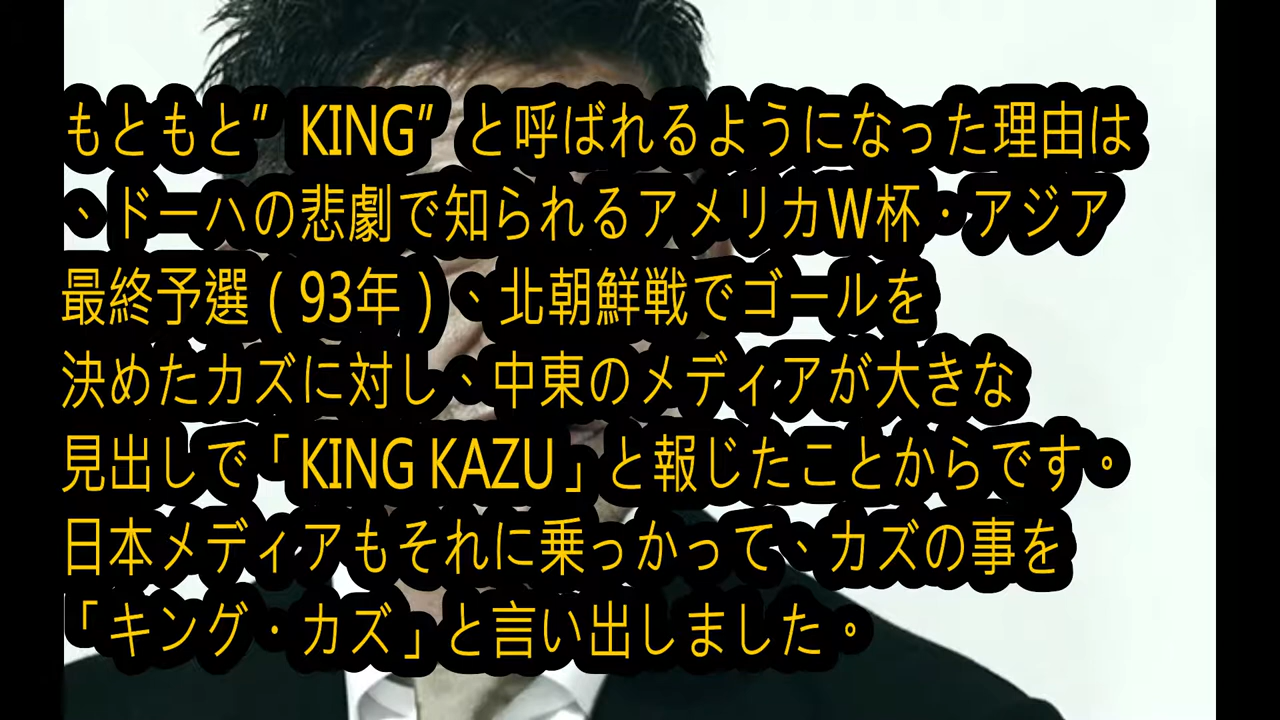 もともと”KING”と呼ばれるようになった理由は
、ドーハの悲劇で知られるアメリカW杯・アジア
最終予選（93年）、北朝鮮戦でゴールを
決めたカズに対し、中東のメディアが大きな
見出しで「KING KAZU」と報じたことからです。
日本メディアもそれに乗っかって、カズの事を
「キング・カズ」と言い出しました。